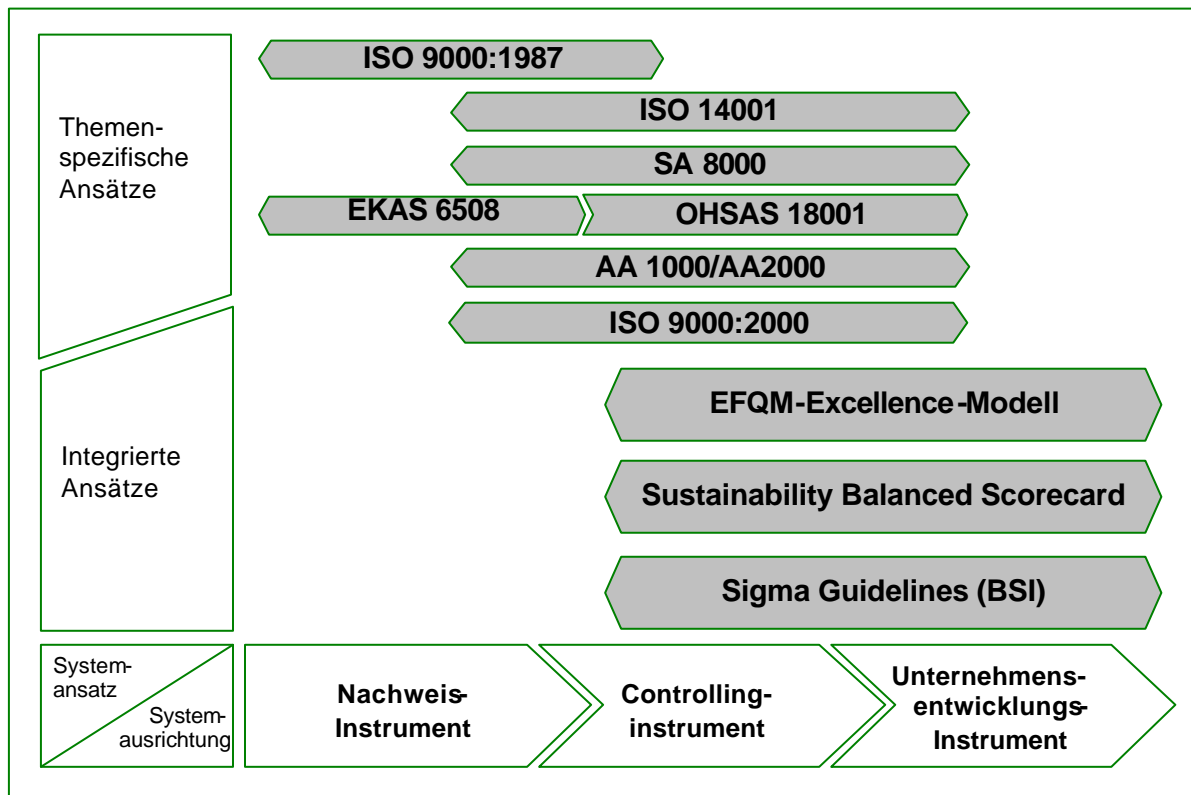 ISO 9000:1987
Themen-
spezifische
Ansätze
ISO 14001
SA 8000
EKAS 6508
OHSAS 18001
AA 1000/AA2000
ISO 9000:2000
Integrierte
Ansätze
EFQM-Excellence-Modell
Sustainability Balanced Scorecard
Sigma Guidelines (BSI)
System-
ansatz
System-
ausrichtung
Nachweis-
Instrument
Controlling-
instrument
Unternehmens-
entwicklungs-
Instrument